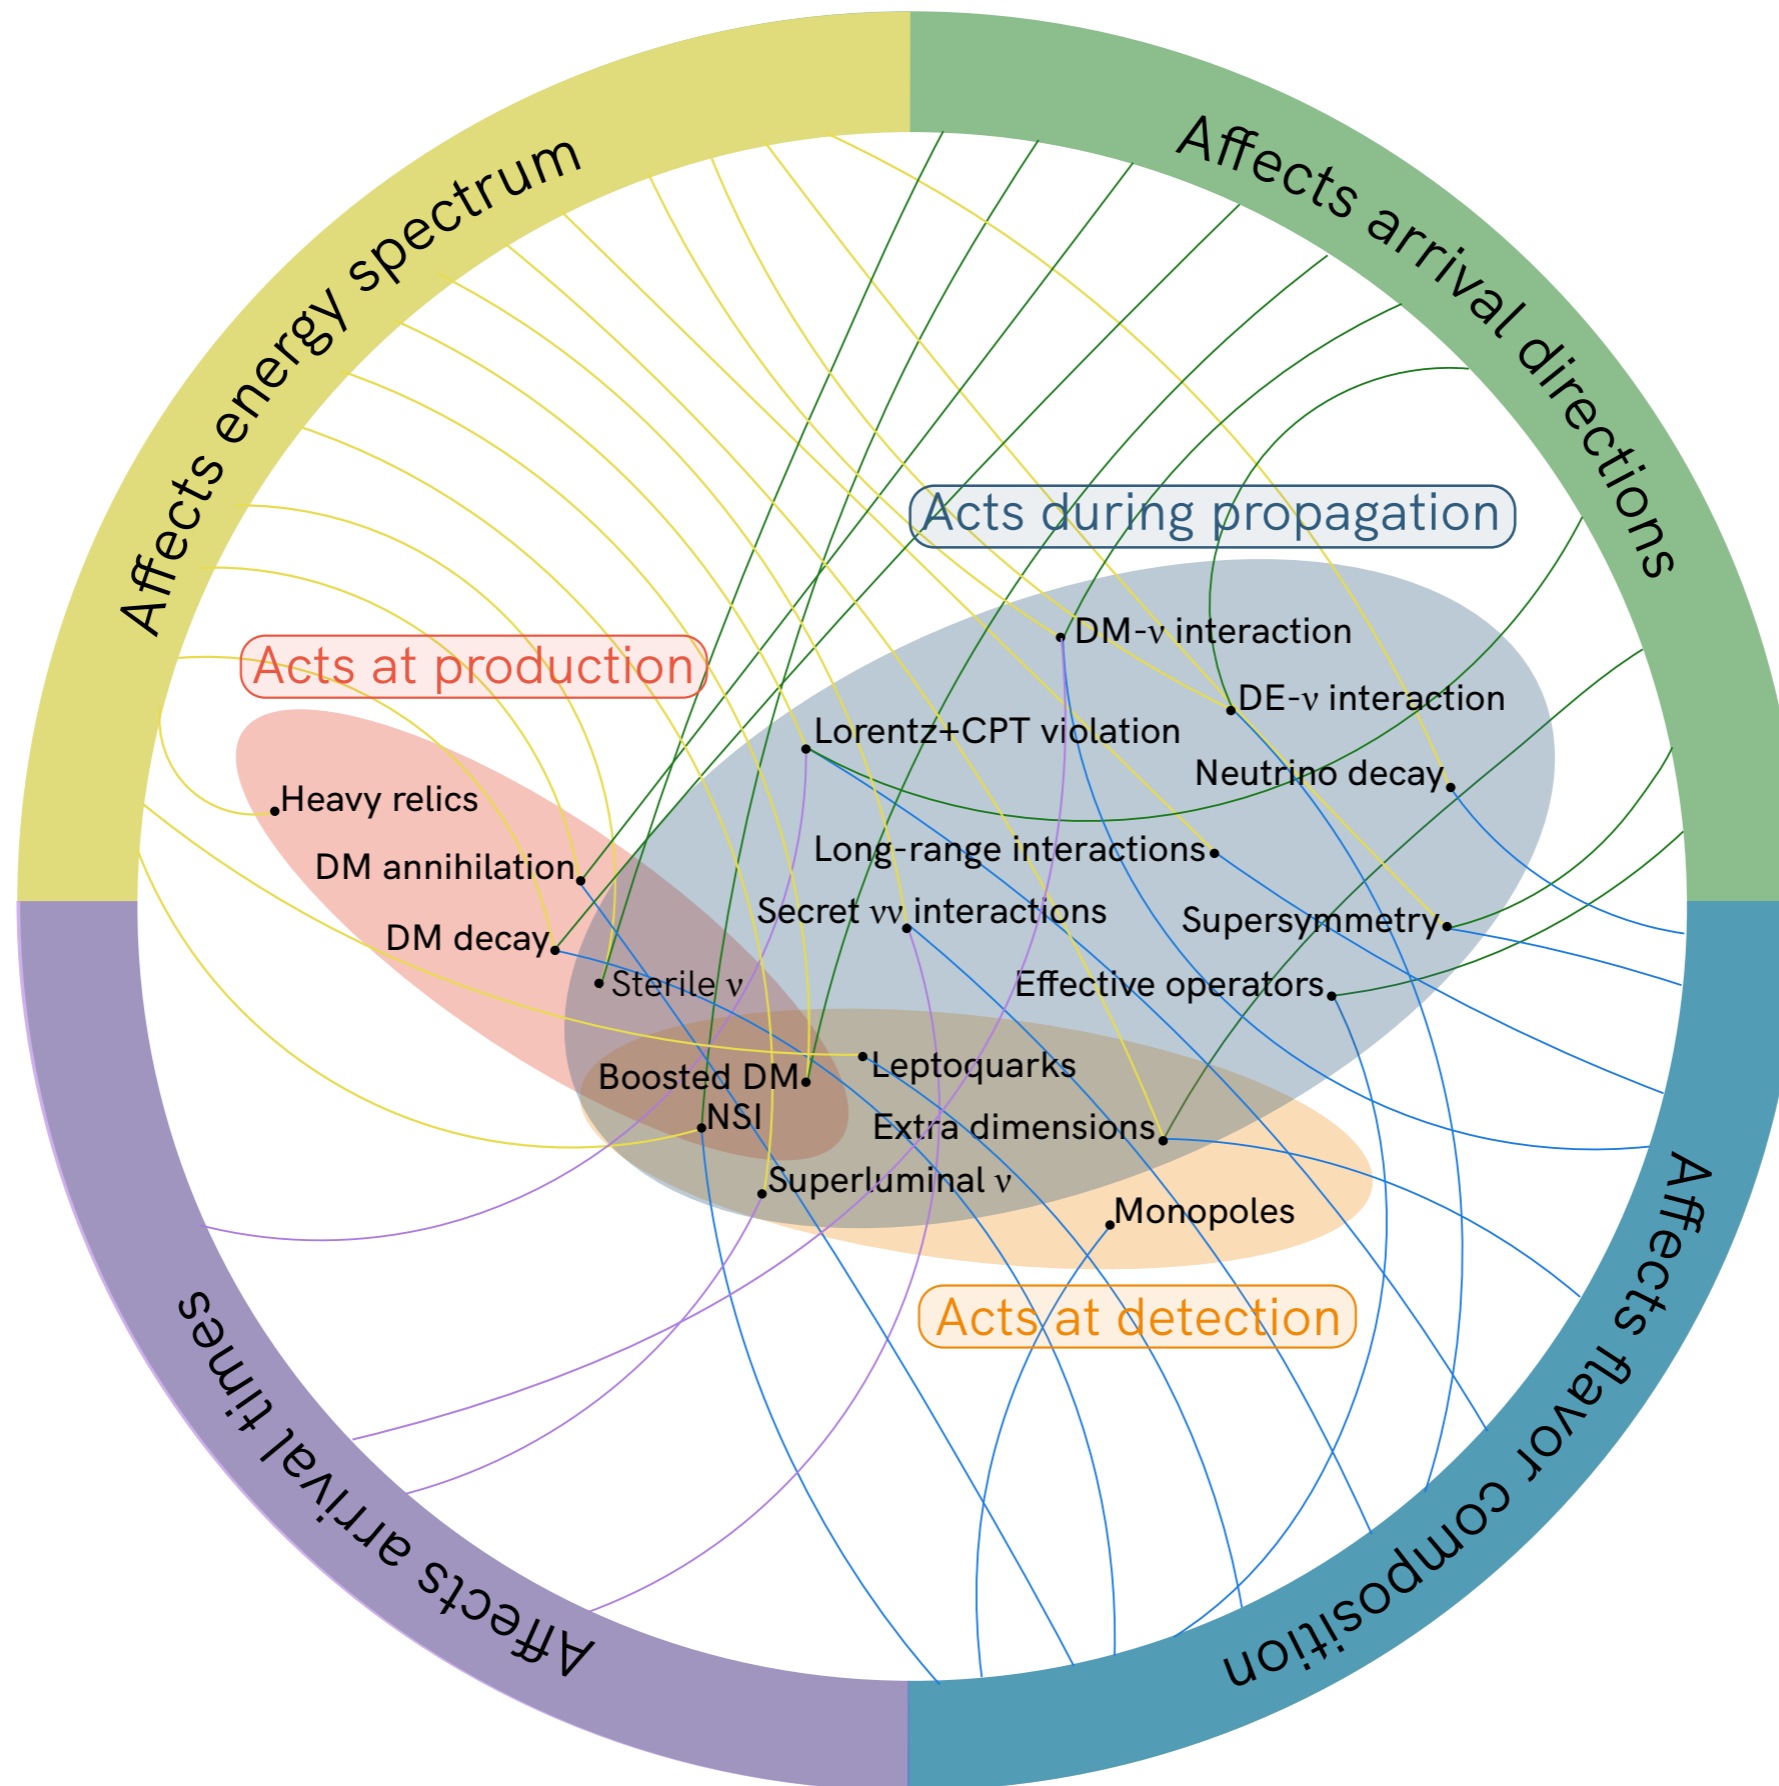 Affects energy spectrum
Affects arrival directions
Acts during propagation
Acts at production
DM-ν interaction
DE-ν interaction
Lorentz+CPT violation
Neutrino decay
Heavy relics
Long-range interactions
DM annihilation
Secret νν interactions
Supersymmetry
DM decay
Sterile ν
Effective operators
Leptoquarks
Boosted DM
NSI
Extra dimensions
Superluminal ν
Monopoles
Acts at detection
Affects arrival times
Affects flavor composition